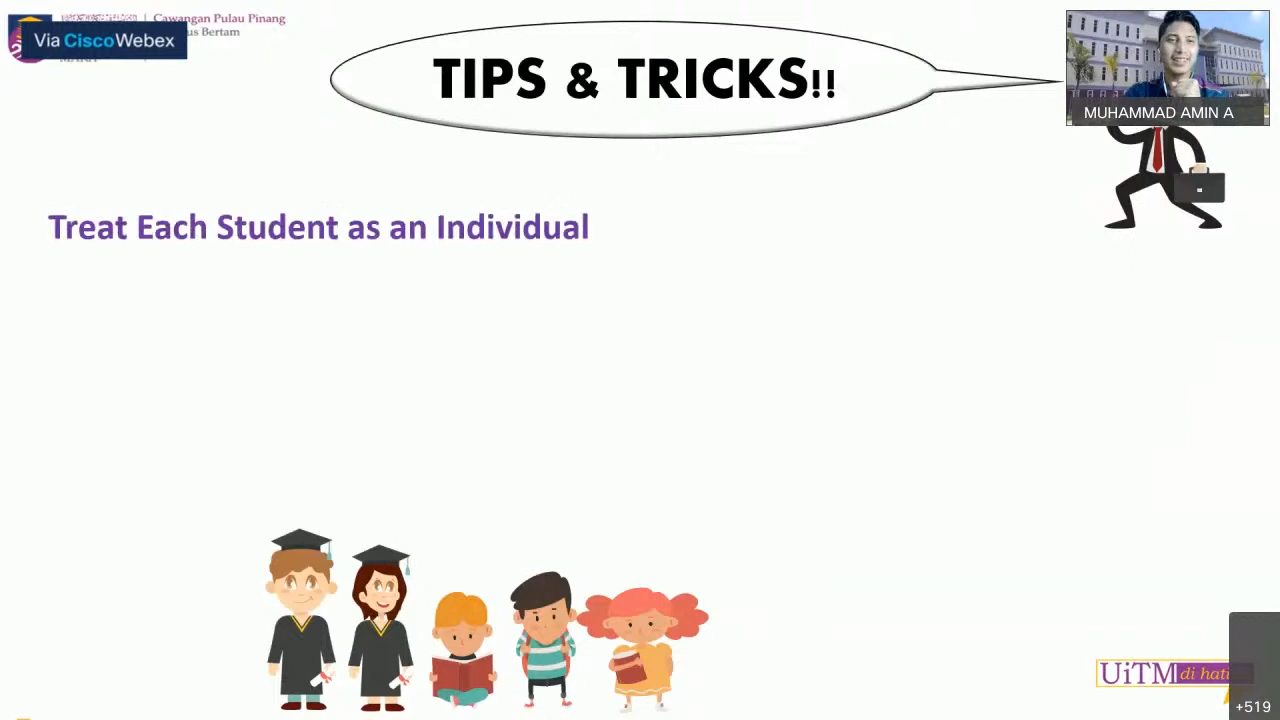 Cawangan Pulau Pinang
us Bertam
Via CiscoWebex
TIPS & TRICKS!!
MUHAMMAD AMIN A
Treat Each Student as an Individual
UiTM di hati
+519